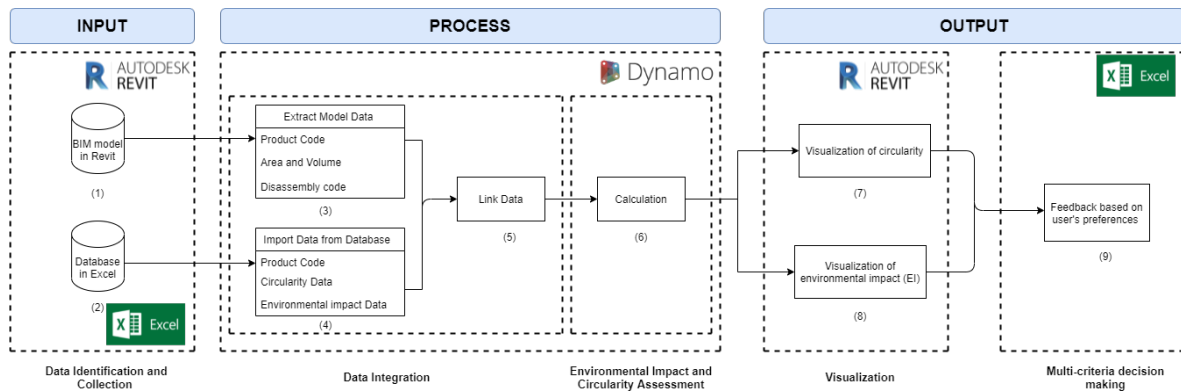 INPUT
PROCESS
OUTPUT
AUTODESK
REVIT
Dynamo
AUTODESK
REVIT
Excel
BIM model
in Revit
(1)
Database
in Excel
(2)
Excel
Extract Model Data
Product Code
Area and Volume
Disassembly code
(3)
Import Data from Database
Product Code
Circularity Data
Environmental impact Data
(4)
Link Data
(5)
Calculation
(6)
Visualization of circularity
(7)
Visualization of
environmental impact (EI)
(8)
Feedback based on
user's preferences
(9)
Data Identification and
Collection
Data Integration
Environmental Impact and
Circularity Assessment
Visualization
Multi-criteria decision
making